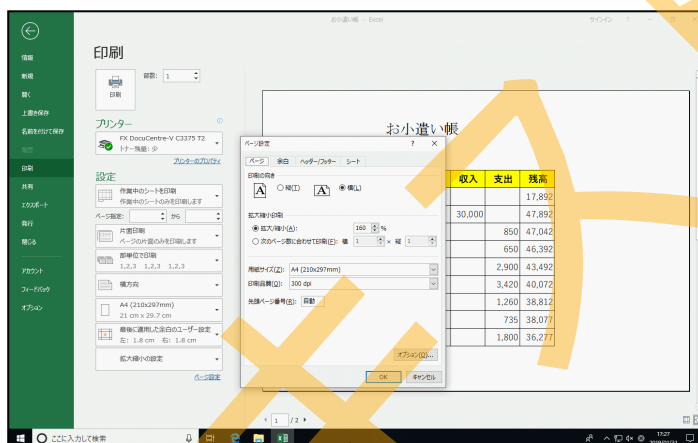 お小遣い帳 - Excel
サインイン ? － ×
情報
新規
開く
上書き保存
名前を付けて保存
印刷
共有
エクスポート
発行
閉じる
アカウント
フィードバック
オプション
印刷
部数: 1
印刷
プリンター
FX DocuCentre-V C3375 T2
トナー残量: 少
プリンターのプロパティ
設定
作業中のシートを印刷
作業中のシートのみを印刷します
ページ指定: から
片面印刷
ページの片面のみを印刷します
部単位で印刷
1,2,3 1,2,3 1,2,3
横方向
A4 (210x297mm)
21 cm x 29.7 cm
最後に適用した余白のユーザー設定
左: 1.8 cm 右: 1.8 cm
拡大縮小の設定
ページ設定
ページ設定 ? ×
ページ 余白 ヘッダー/フッター シート
印刷の向き
A 縦(T) A 横(L)
拡大縮小印刷
拡大/縮小(A): 160 %
次のページ数に合わせて印刷(F): 横 1 × 縦 1
用紙サイズ(Z): A4 (210x297mm)
印刷品質(Q): 300 dpi
先頭ページ番号(R): 自動
オプション(O)...
OK キャンセル
お小遣い帳
収入 支出 残高
17,892
30,000 47,892
850 47,042
650 46,392
2,900 43,492
3,420 40,072
1,260 38,812
735 38,077
1,800 36,277
1 / 2
ここに入力して検索
17:27